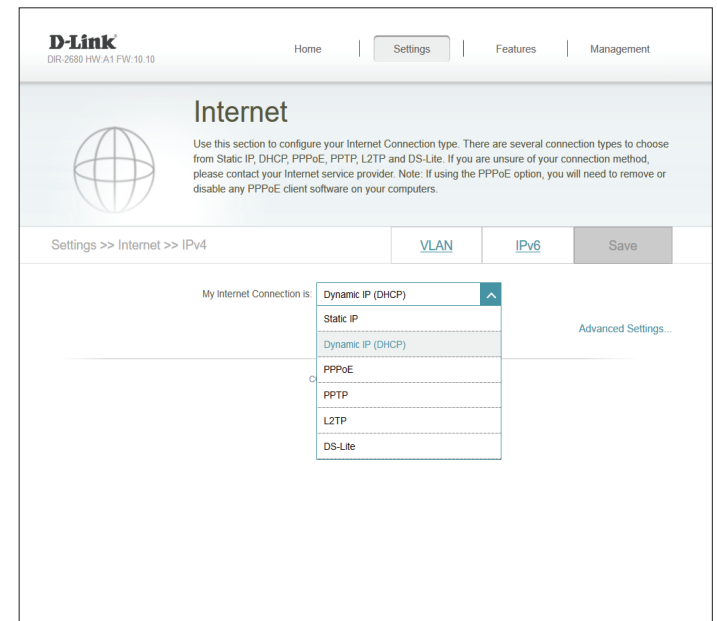 D-Link
DIR-2680 HW:A1 FW:10.10
Home
Settings
Features
Management
Internet
Use this section to configure your Internet Connection type. There are several connection types to choose
from Static IP, DHCP, PPPoE, PPTP, L2TP and DS-Lite. If you are unsure of your connection method,
please contact your Internet service provider. Note: If using the PPPoE option, you will need to remove or
disable any PPPoE client software on your computers.
Settings >> Internet >> IPv4
VLAN
IPv6
Save
My Internet Connection is:
Dynamic IP (DHCP)
Static IP
Dynamic IP (DHCP)
PPPoE
PPTP
L2TP
DS-Lite
Advanced Settings...